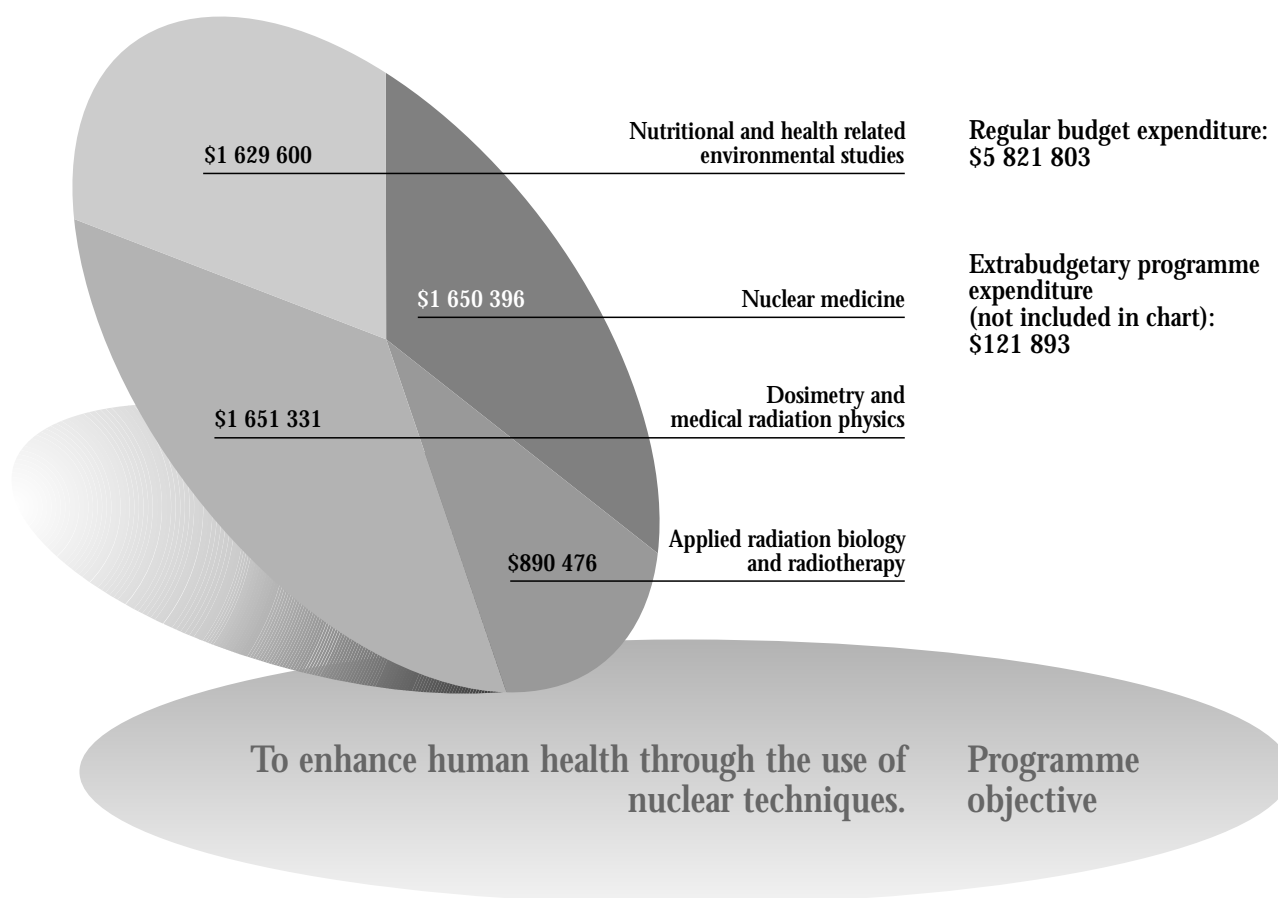 $1 629 600
Nutritional and health related
environmental studies
Regular budget expenditure:
$5 821 803
$1 650 396
Nuclear medicine
Extrabudgetary programme
expenditure
(not included in chart):
$121 893
$1 651 331
Dosimetry and
medical radiation physics
$890 476
Applied radiation biology
and radiotherapy
To enhance human health through the use of
nuclear techniques.
Programme
objective